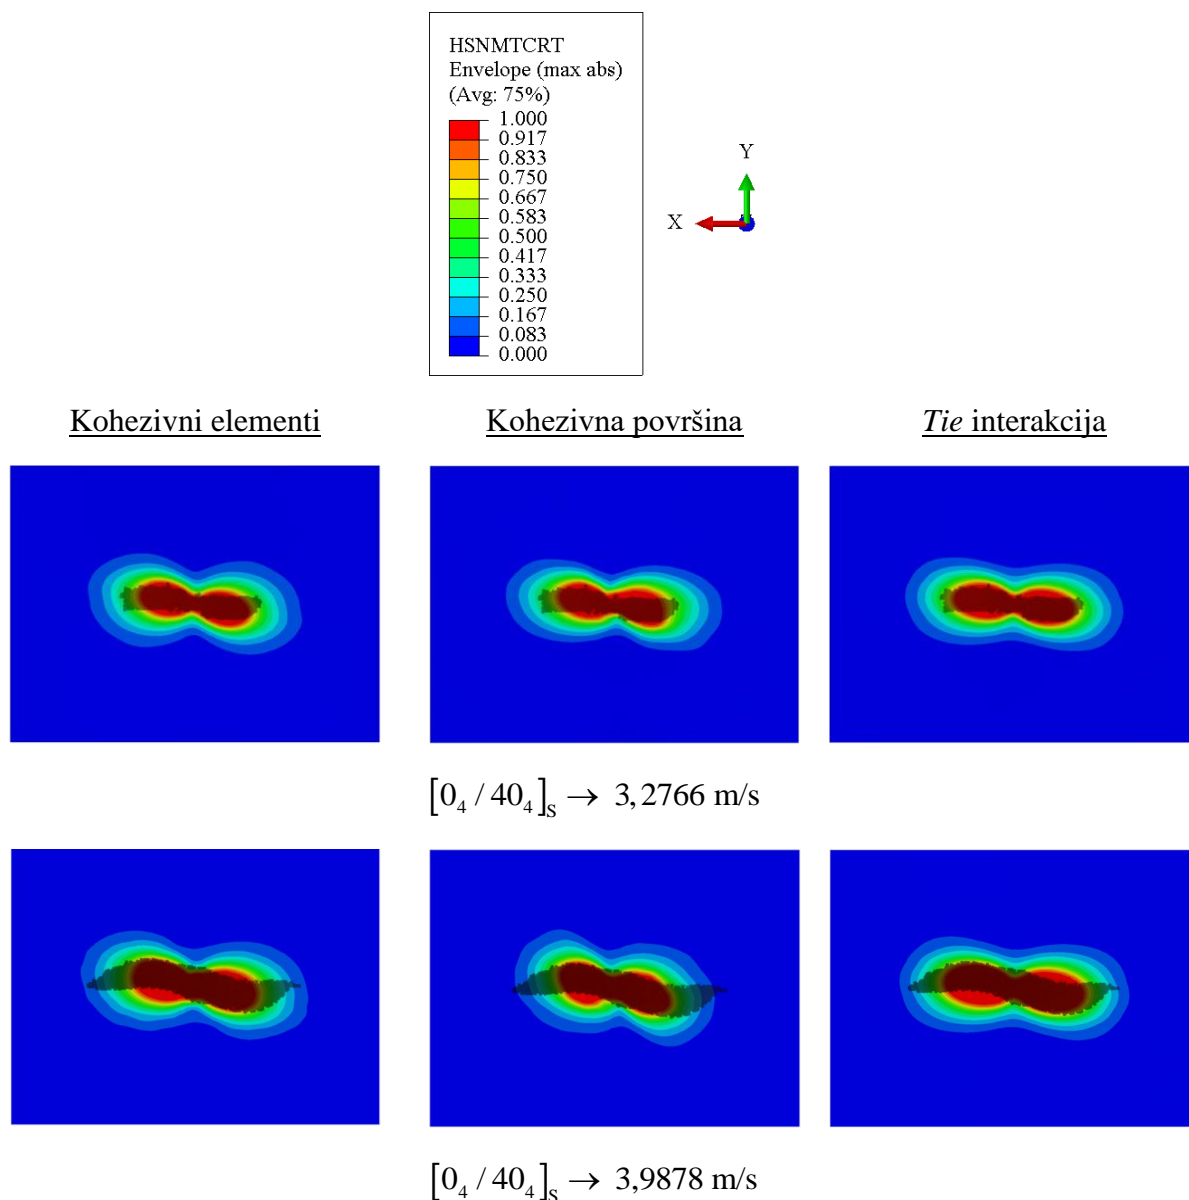 HSNMTCRT
Envelope (max abs)
(Avg: 75%)
1.000
0.917
0.833
0.750
0.667
0.583
0.500
0.417
0.333
0.250
0.167
0.083
0.000
Y
X
Kohezivni elementi Kohezivna površina Tie interakcija
[0₄ / 40₄]ₛ → 3,2766 m/s
[0₄ / 40₄]ₛ → 3,9878 m/s